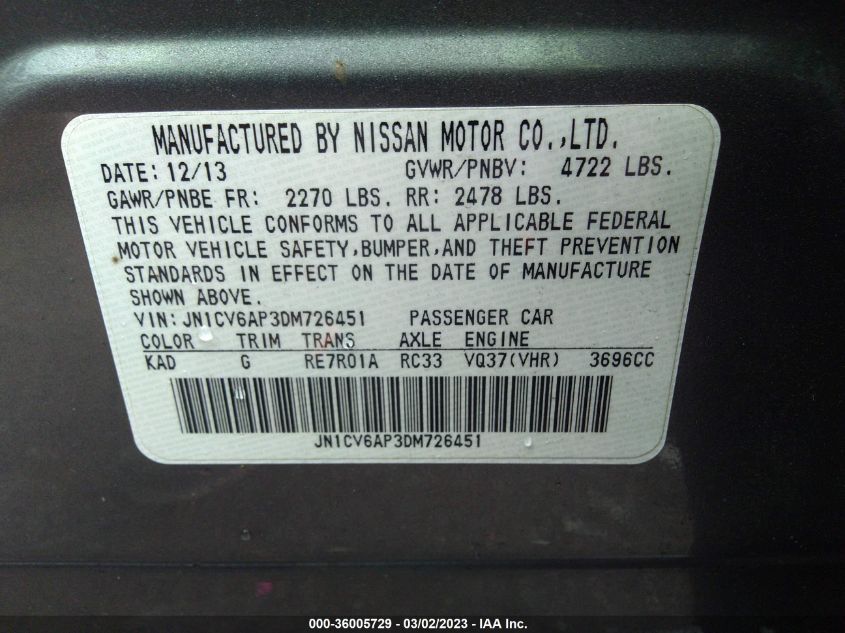 MANUFACTURED BY NISSAN MOTOR CO.,LTD.
DATE: 12/13 GVWR/PNBV: 4722 LBS.
GAWR/PNBE FR: 2270 LBS. RR: 2478 LBS.
THIS VEHICLE CONFORMS TO ALL APPLICABLE FEDERAL
MOTOR VEHICLE SAFETY,BUMPER,AND THEFT PREVENTION
STANDARDS IN EFFECT ON THE DATE OF MANUFACTURE
SHOWN ABOVE.
VIN: JN1CV6AP3DM726451 PASSENGER CAR
COLOR TRIM TRANS AXLE ENGINE
KAD G RE7R01A RC33 VQ37(VHR) 3696CC
JN1CV6AP3DM726451
000-36005729 - 03/02/2023 - IAA Inc.